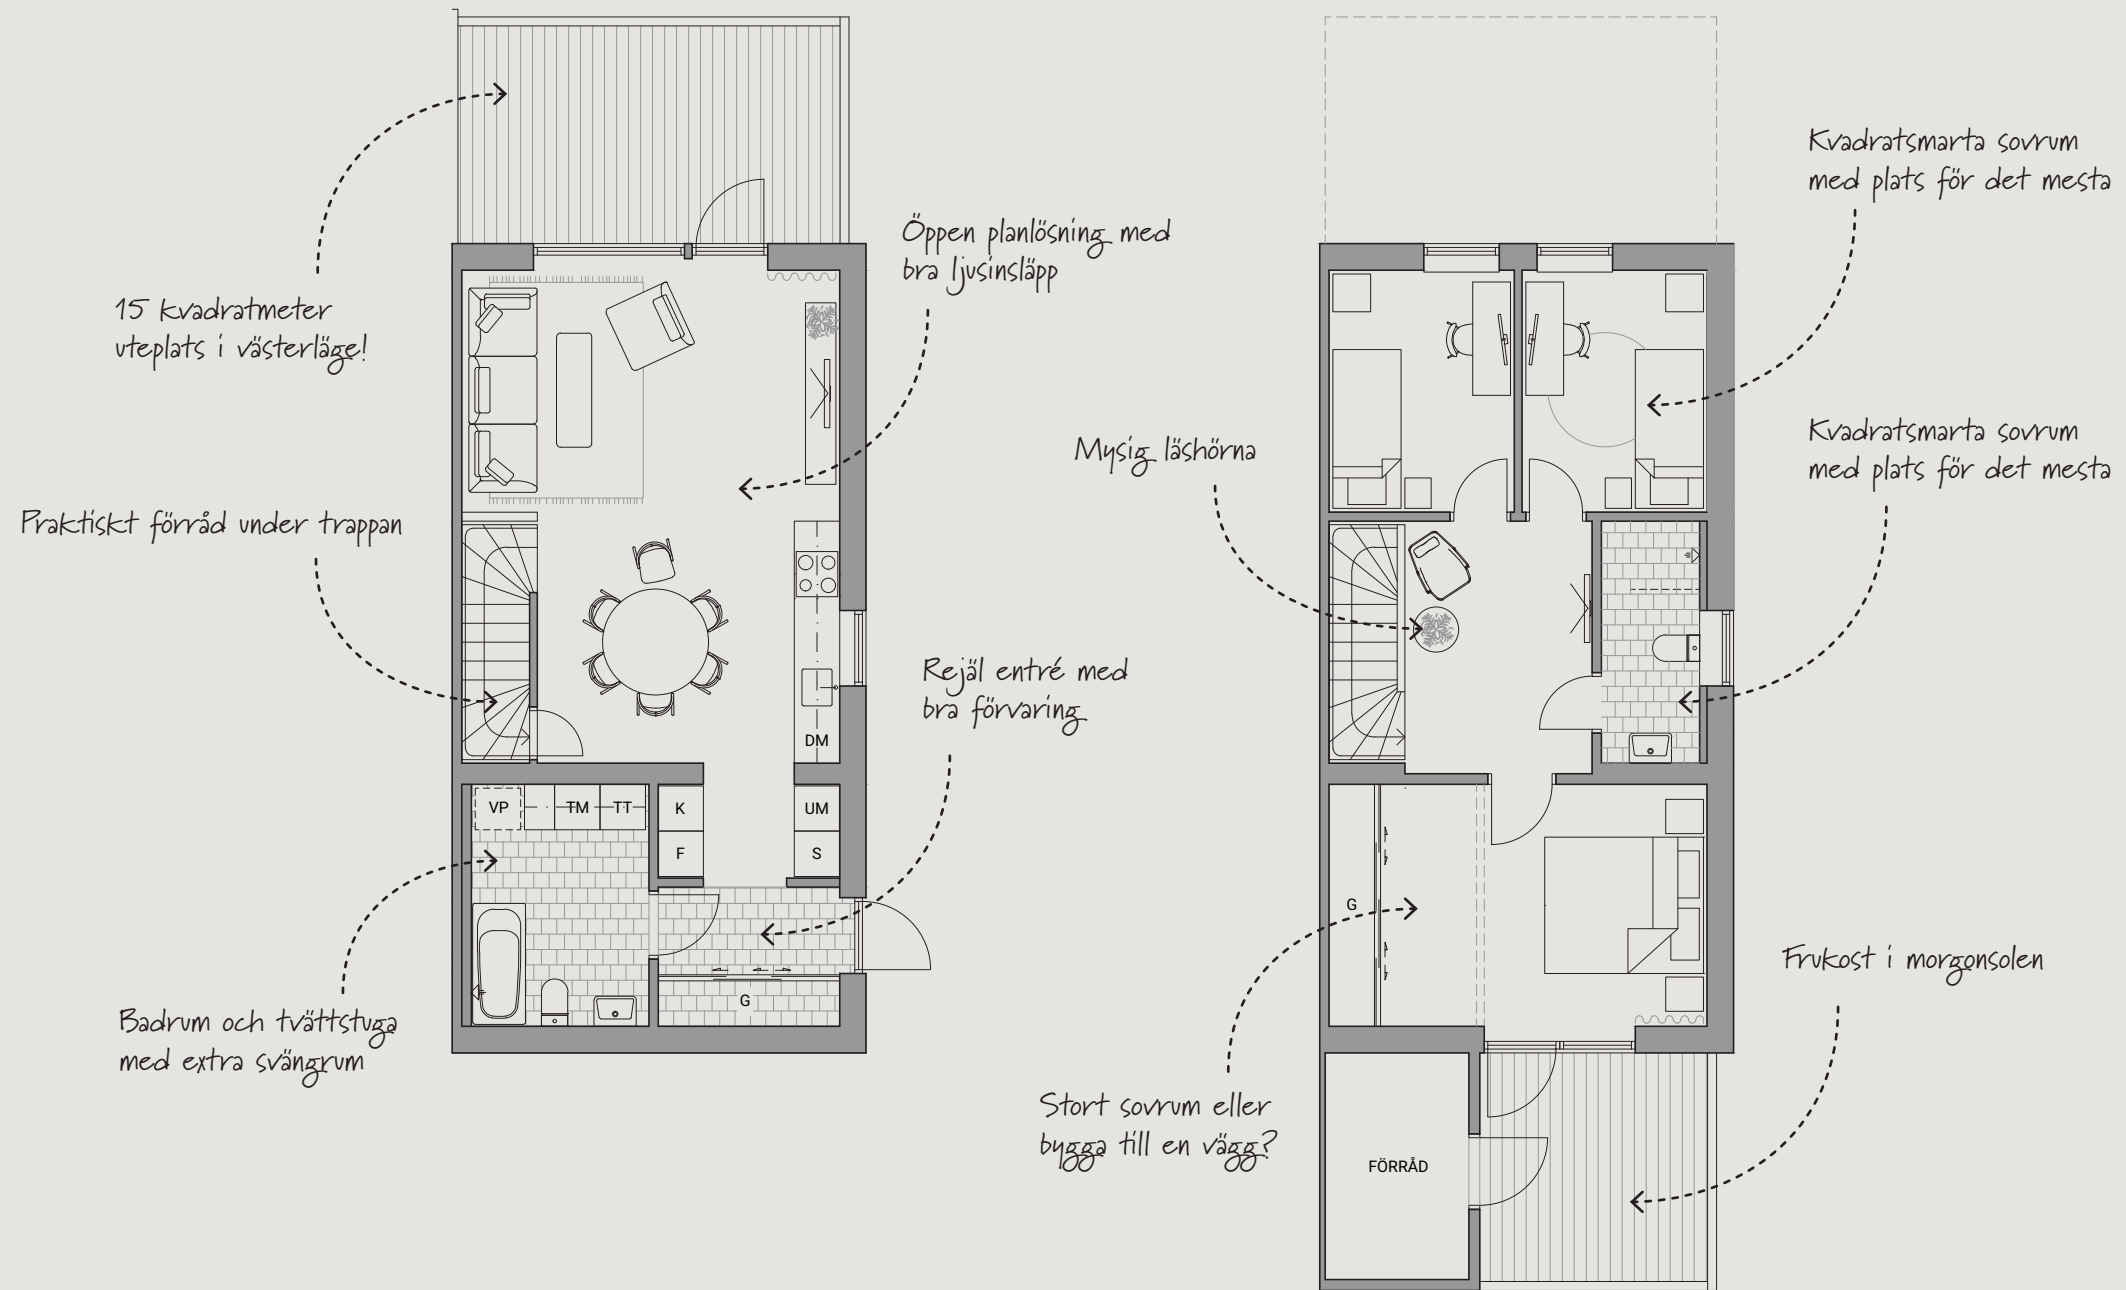 15 kvadratmeter
uteplats i västerläge!
Öppen planlösning med
bra ljusinsläpp
Praktiskt förråd under trappan
Rejäl entré med
bra förvaring
DM
VP
TM
TT
K
F
UM
S
G
Badrum och tvättstuga
med extra svängrum
Kvadratsmarta sovrum
med plats för det mesta
Mysig läshörna
Kvadratsmarta sovrum
med plats för det mesta
G
Stort sovrum eller
bygga till en vägg?
Frukost i morgonsolen
FÖRRÅD